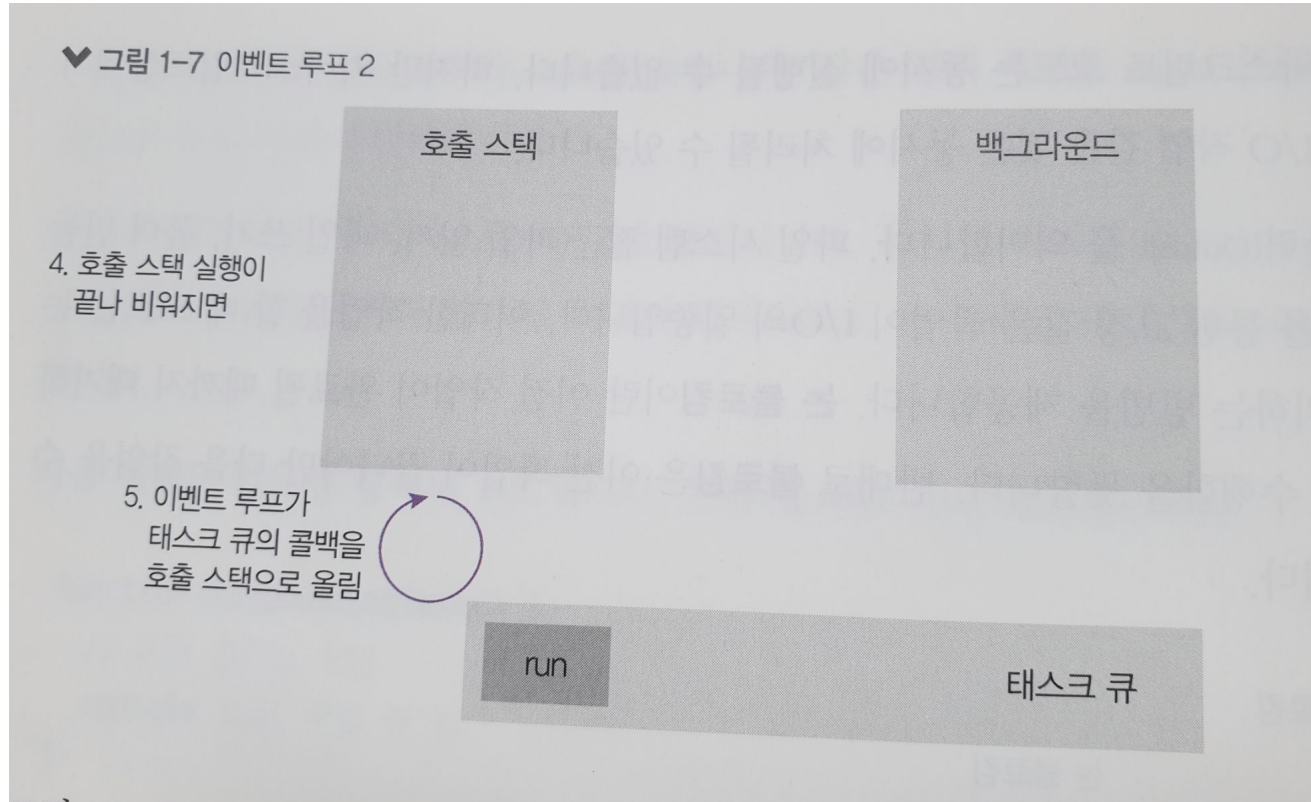 그림 1-7 이벤트 루프 2
호출 스택
백그라운드
4. 호출 스택 실행이
끝나 비워지면
5. 이벤트 루프가
태스크 큐의 콜백을
호출 스택으로 올림
run
태스크 큐